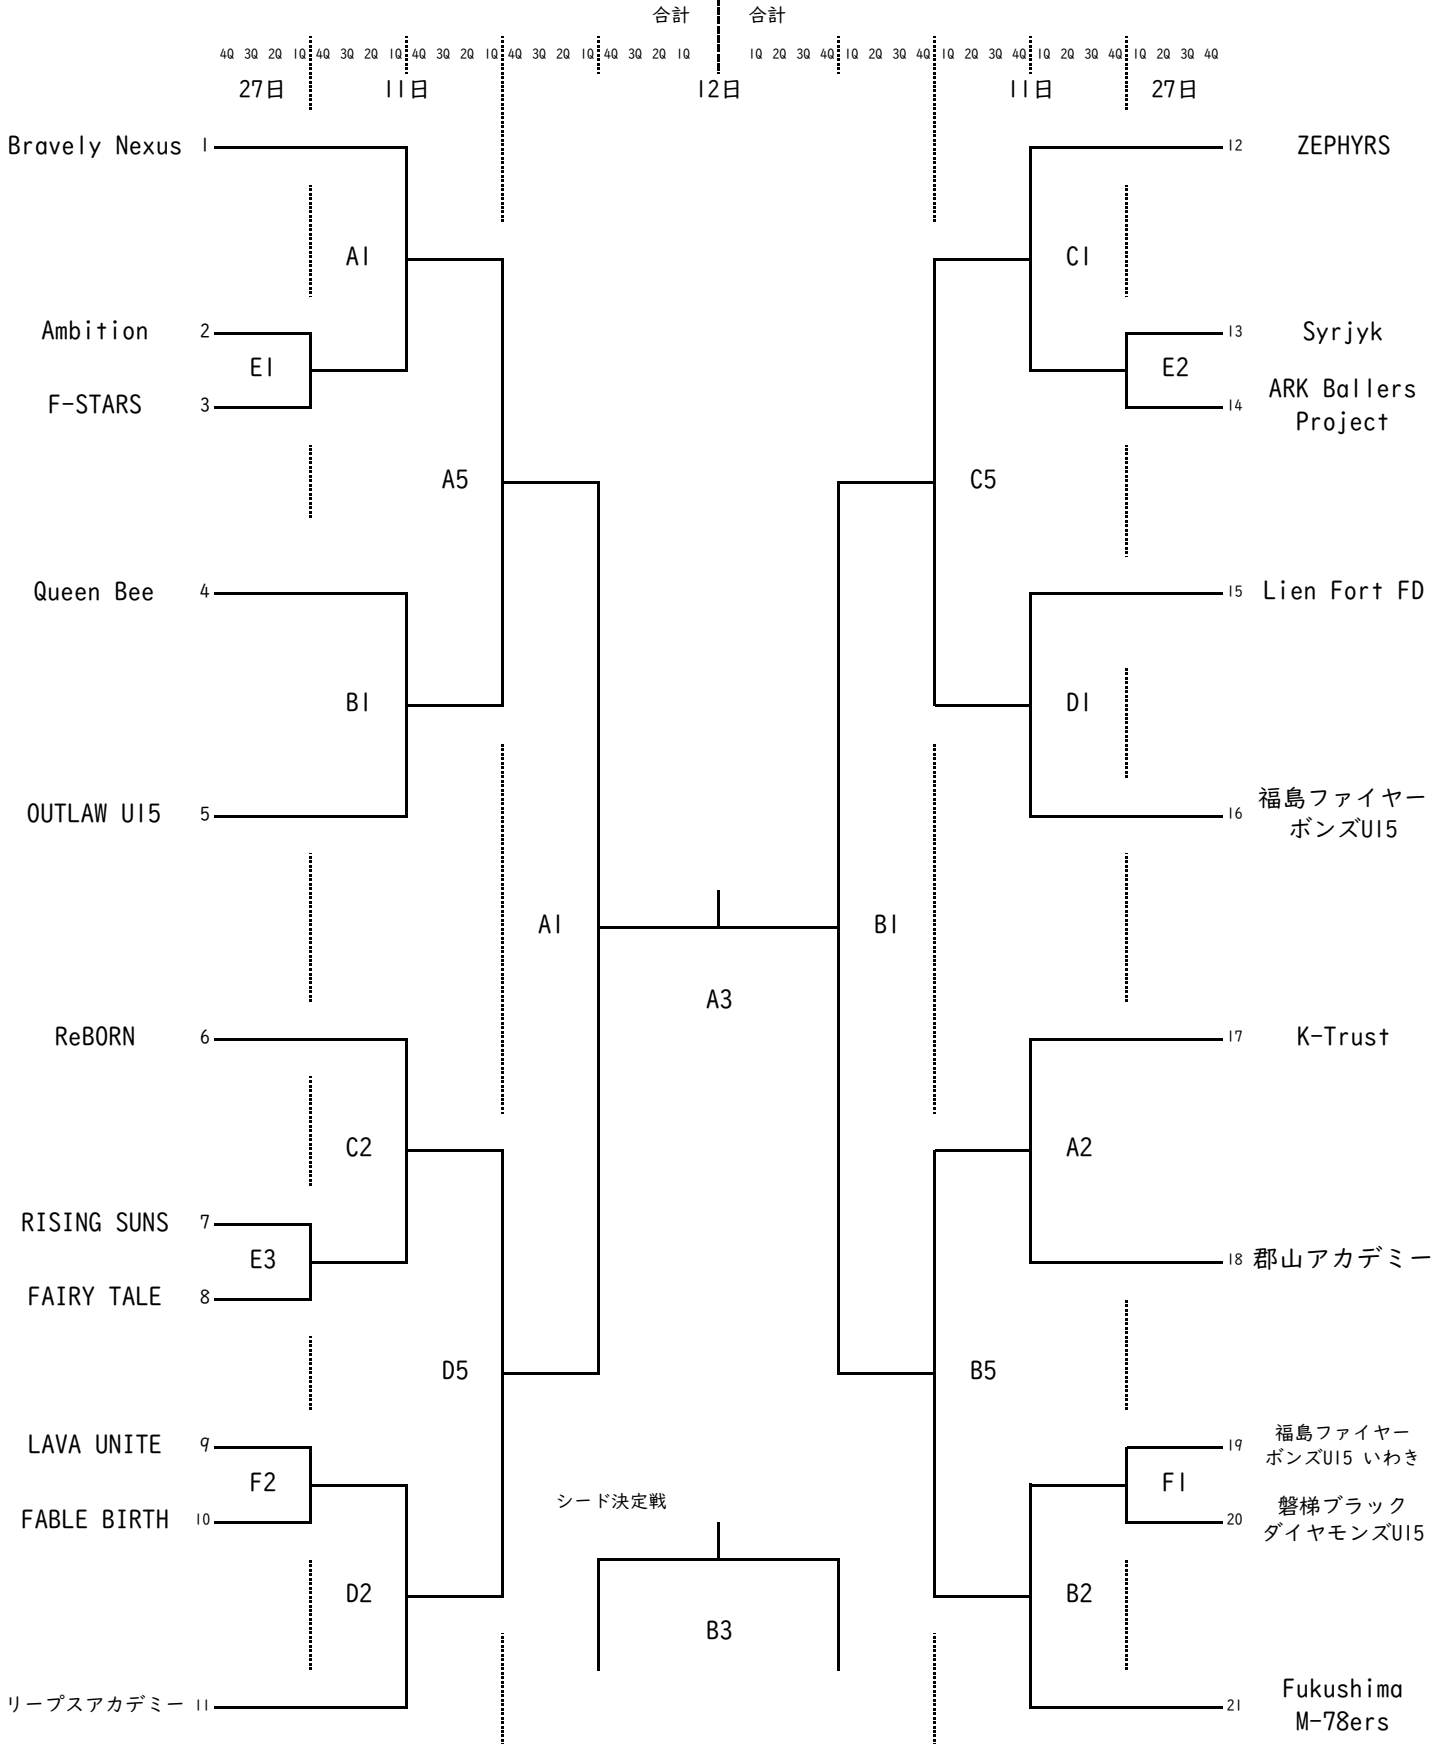 合計 合計
4Q 3Q 2Q 1Q 4Q 3Q 2Q 1Q 4Q 3Q 2Q 1Q 4Q 3Q 2Q 1Q 4Q 3Q 2Q 1Q 1Q 2Q 3Q 4Q 1Q 2Q 3Q 4Q 1Q 2Q 3Q 4Q 1Q 2Q 3Q 4Q 1Q 2Q 3Q 4Q
27日 11日 12日 11日 27日
Bravely Nexus 1 12 ZEPHYRS
A1 C1
Ambition 2 13 Syrjyk
E1 E2
F-STARS 3 14 ARK Ballers
Project
A5 C5
Queen Bee 4 15 Lien Fort FD
B1 D1
OUTLAW U15 5 16 福島ファイヤー
ボンズU15
A1 B1
A3
ReBORN 6 17 K-Trust
C2 A2
RISING SUNS 7
E3 18 郡山アカデミー
FAIRY TALE 8
D5 B5
LAVA UNITE 9 19 福島ファイヤー
ボンズU15 いわき
F2 F1
シード決定戦
FABLE BIRTH 10 20 磐梯ブラック
ダイヤモンズU15
D2 B2
B3
リープスアカデミー 11 21 Fukushima
M-78ers